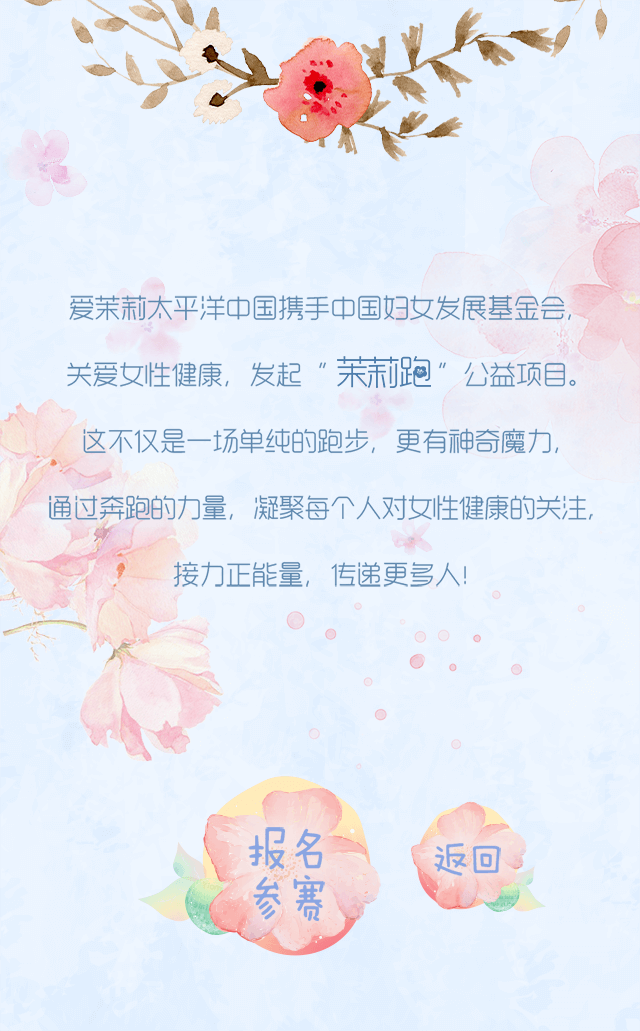 爱茉莉太平洋中国携手中国妇女发展基金会,
关爱女性健康, 发起“茉莉跑”公益项目。
这不仅是一场单纯的跑步, 更有神奇魔力,
通过奔跑的力量, 凝聚每个人对女性健康的关注,
接力正能量, 传递更多人!
报名
参赛
返回